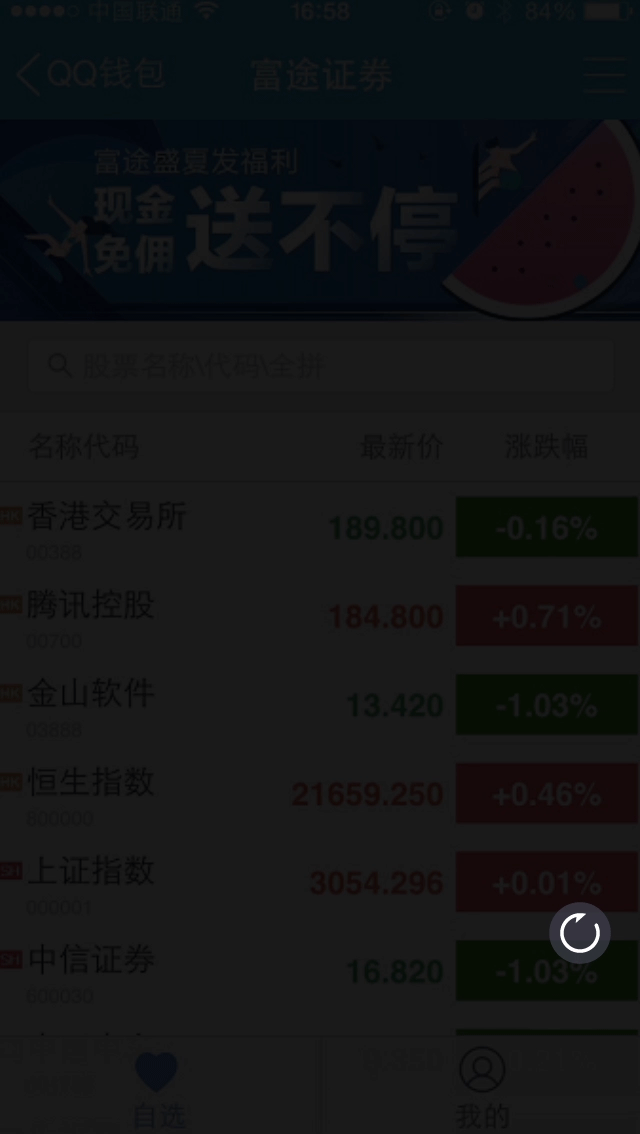 中国联通 16:58 84%
QQ钱包 富途证券
富途盛夏发福利
现金
免佣 送不停
股票名称\代码\全拼
名称代码 最新价 涨跌幅
HK 香港交易所 189.800 -0.16%
00388
HK 腾讯控股 184.800 +0.71%
00700
HK 金山软件 13.420 -1.03%
03888
HK 恒生指数 21659.250 +0.46%
800000
SH 上证指数 3054.296 +0.01%
000001
SH 中信证券 16.820 -1.03%
600030
自选 我的